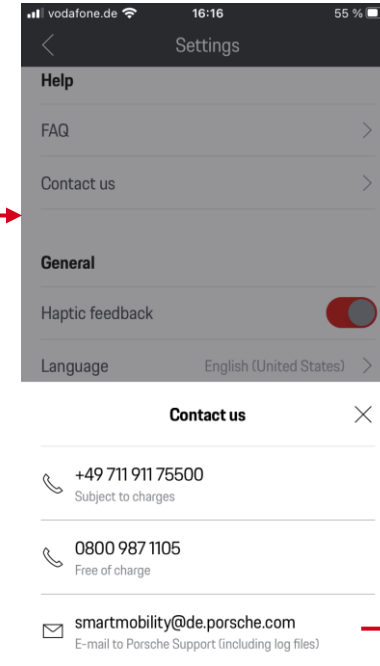 vodafone.de 16:16 55 %
Settings
Help
FAQ
Contact us
General
Haptic feedback
Language English (United States)
Contact us
+49 711 911 75500
Subject to charges
0800 987 1105
Free of charge
smartmobility@de.porsche.com
E-mail to Porsche Support (including log files)